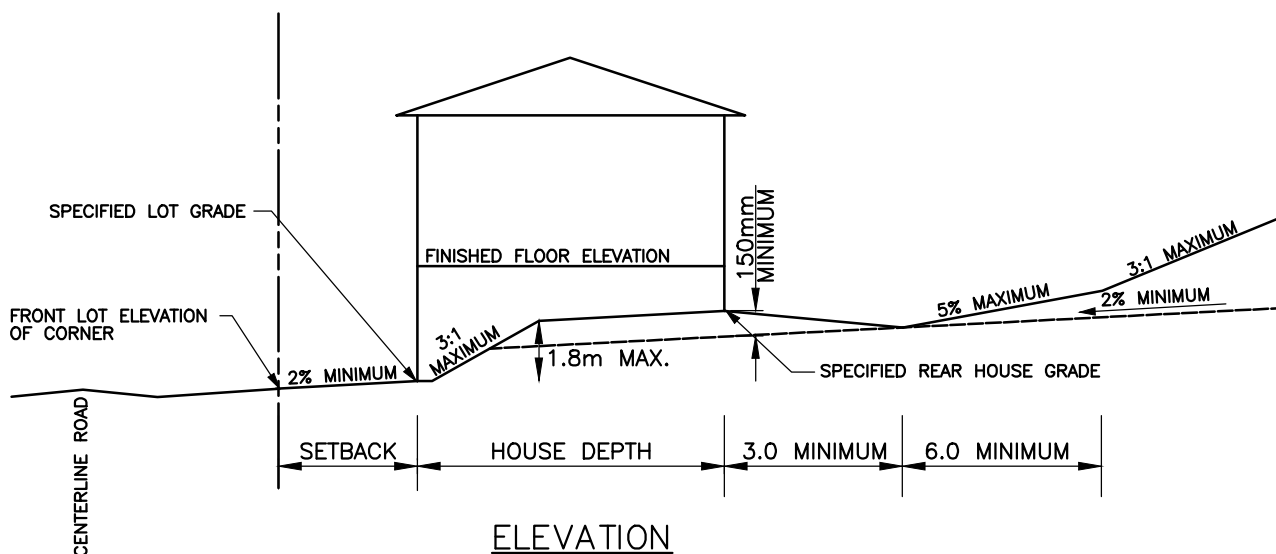 SPECIFIED LOT GRADE
FINISHED FLOOR ELEVATION
150mm
MINIMUM
3:1 MAXIMUM
5% MAXIMUM
2% MINIMUM
FRONT LOT ELEVATION
OF CORNER
2% MINIMUM
3:1
MAXIMUM
1.8m MAX.
SPECIFIED REAR HOUSE GRADE
CENTERLINE ROAD
SETBACK
HOUSE DEPTH
3.0 MINIMUM
6.0 MINIMUM
ELEVATION